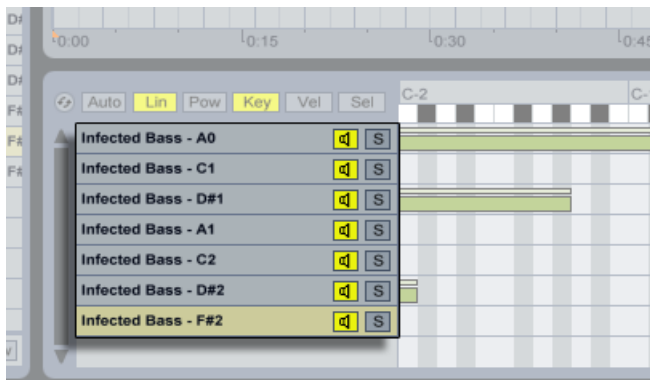 D#
D#
D#
F#
F#
F#
0:00 0:15 0:30 0:45
Auto Lin Pow Key Vel Sel
C-2 C-
Infected Bass - A0 S
Infected Bass - C1 S
Infected Bass - D#1 S
Infected Bass - A1 S
Infected Bass - C2 S
Infected Bass - D#2 S
Infected Bass - F#2 S